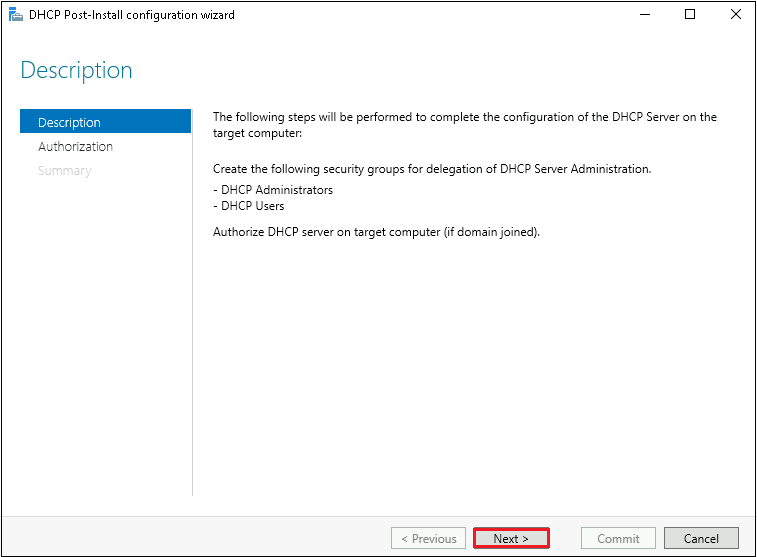 DHCP Post-Install configuration wizard
Description
Description
Authorization
Summary
The following steps will be performed to complete the configuration of the DHCP Server on the
target computer:
Create the following security groups for delegation of DHCP Server Administration.
- DHCP Administrators
- DHCP Users
Authorize DHCP server on target computer (if domain joined).
< Previous
Next >
Commit
Cancel